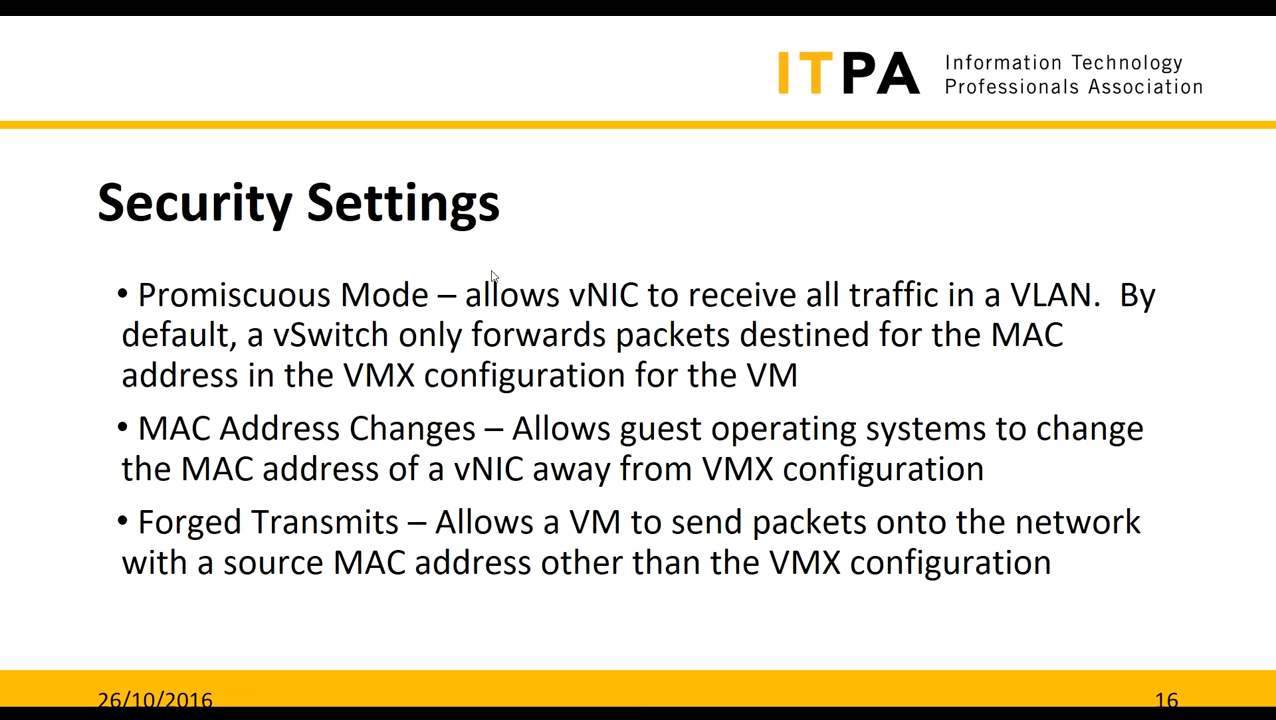 ITPA
Information Technology
Professionals Association
Security Settings
• Promiscuous Mode – allows vNIC to receive all traffic in a VLAN.  By
default, a vSwitch only forwards packets destined for the MAC
address in the VMX configuration for the VM
• MAC Address Changes – Allows guest operating systems to change
the MAC address of a vNIC away from VMX configuration
• Forged Transmits – Allows a VM to send packets onto the network
with a source MAC address other than the VMX configuration
26/10/2016
16